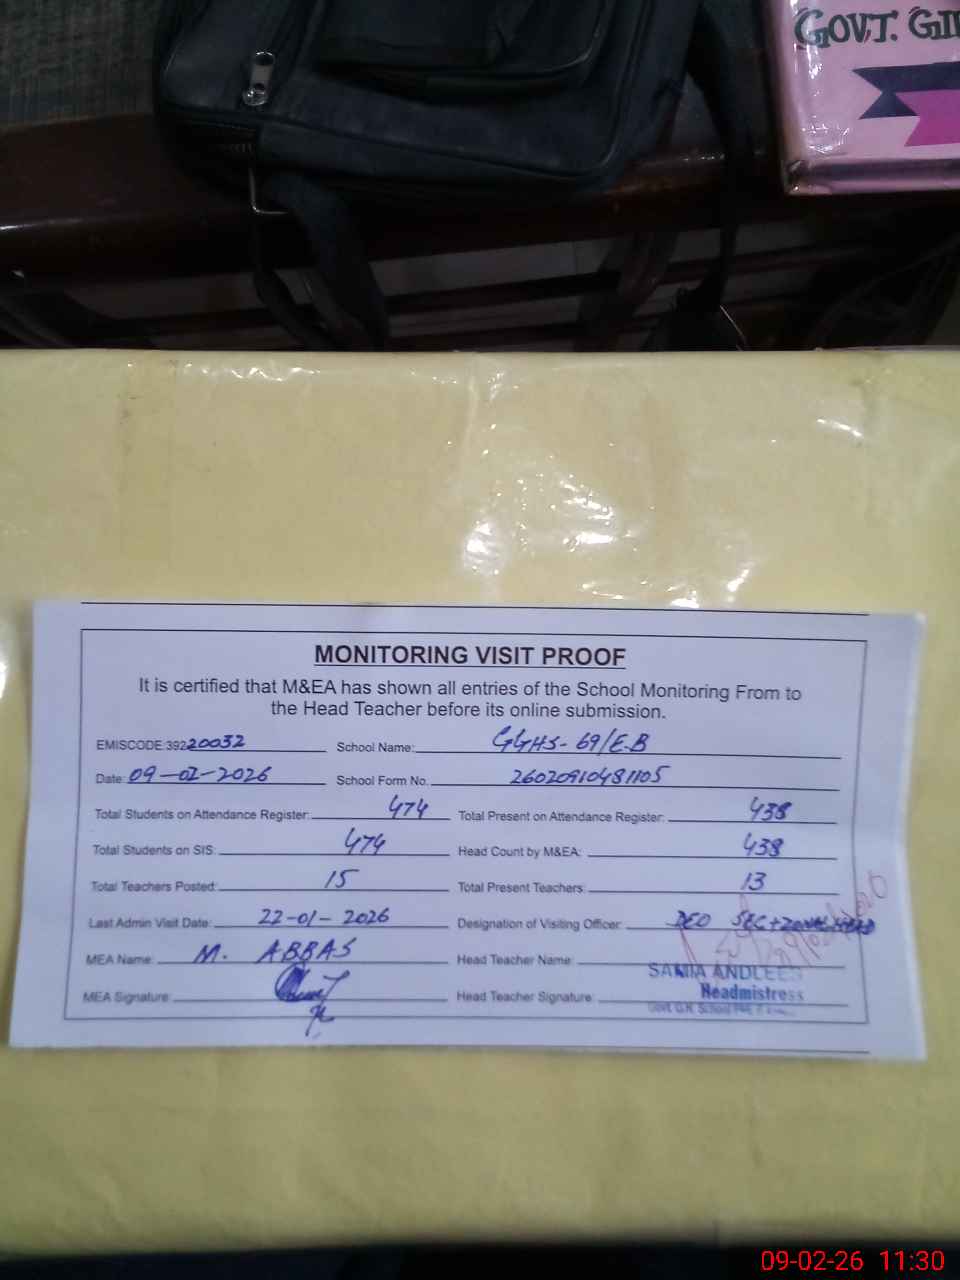 GOVT. GI
MONITORING VISIT PROOF
It is certified that M&EA has shown all entries of the School Monitoring From to
the Head Teacher before its online submission.
EMISCODE:39220032 School Name: GGHS-69/E.B
Date: 09-02-2026 School Form No. 26020910481105
Total Students on Attendance Register: 474 Total Present on Attendance Register: 438
Total Students on SIS: 474 Head Count by M&EA: 438
Total Teachers Posted: 15 Total Present Teachers: 13
Last Admin Visit Date: 22-01-2026 Designation of Visiting Officer: DEO SEC+ZONAL HEAD
MEA Name: M. ABBAS Head Teacher Name:
SAMIA ANDLEEB
MEA Signature: Head Teacher Signature:
Headmistress
Govt. G.H. School
09-02-26 11:30